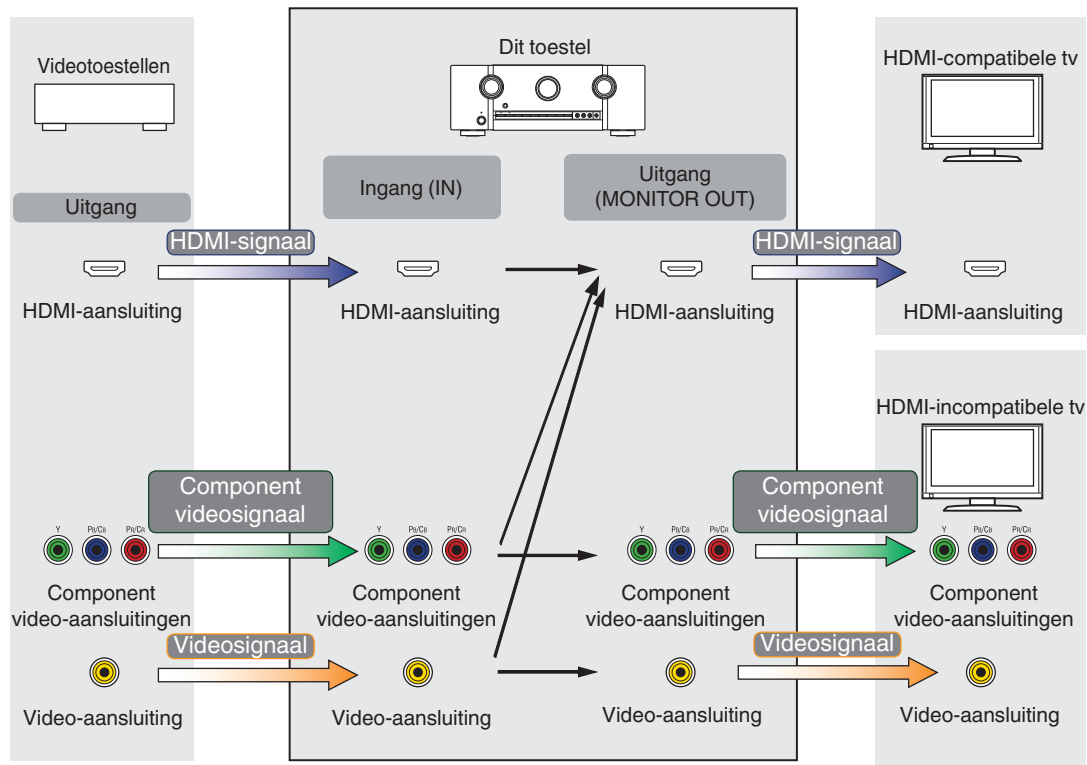 Videotoestellen
Dit toestel
HDMI-compatibele tv
Uitgang
Ingang (IN)
Uitgang
(MONITOR OUT)
HDMI-signaal
HDMI-signaal
HDMI-aansluiting
HDMI-aansluiting
HDMI-aansluiting
HDMI-aansluiting
HDMI-incompatibele tv
Component
videosignaal
Component
videosignaal
Y PB/CB PR/CR
Y PB/CB PR/CR
Y PB/CB PR/CR
Y PB/CB PR/CR
Component
video-aansluitingen
Component
video-aansluitingen
Component
video-aansluitingen
Component
video-aansluitingen
Videosignaal
Videosignaal
Video-aansluiting
Video-aansluiting
Video-aansluiting
Video-aansluiting